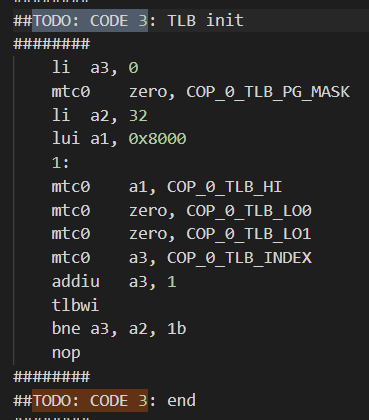 ##TODO: CODE 3: TLB init
########
li a3, 0
mtc0 zero, COP_0_TLB_PG_MASK
li a2, 32
lui a1, 0x8000
1:
mtc0 a1, COP_0_TLB_HI
mtc0 zero, COP_0_TLB_LO0
mtc0 zero, COP_0_TLB_LO1
mtc0 a3, COP_0_TLB_INDEX
addiu a3, 1
tlbwi
bne a3, a2, 1b
nop
########
##TODO: CODE 3: end